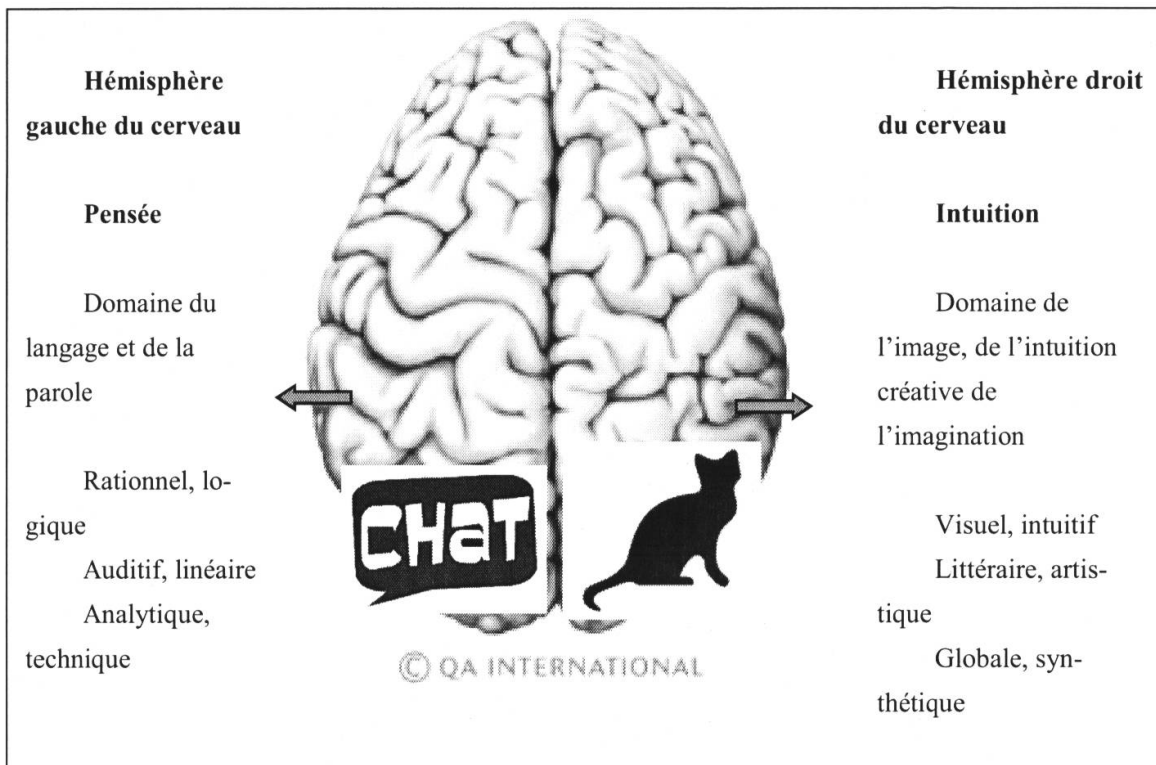 Hémisphère
gauche du cerveau
Pensée
Domaine du
langage et de la
parole
Rationnel, lo-
gique
Auditif, linéaire
Analytique,
technique
CHaT
© QA INTERNATIONAL
Hémisphère droit
du cerveau
Intuition
Domaine de
l’image, de l’intuition
créative de
l’imagination
Visuel, intuitif
Littéraire, artis-
tique
Globale, syn-
thétique